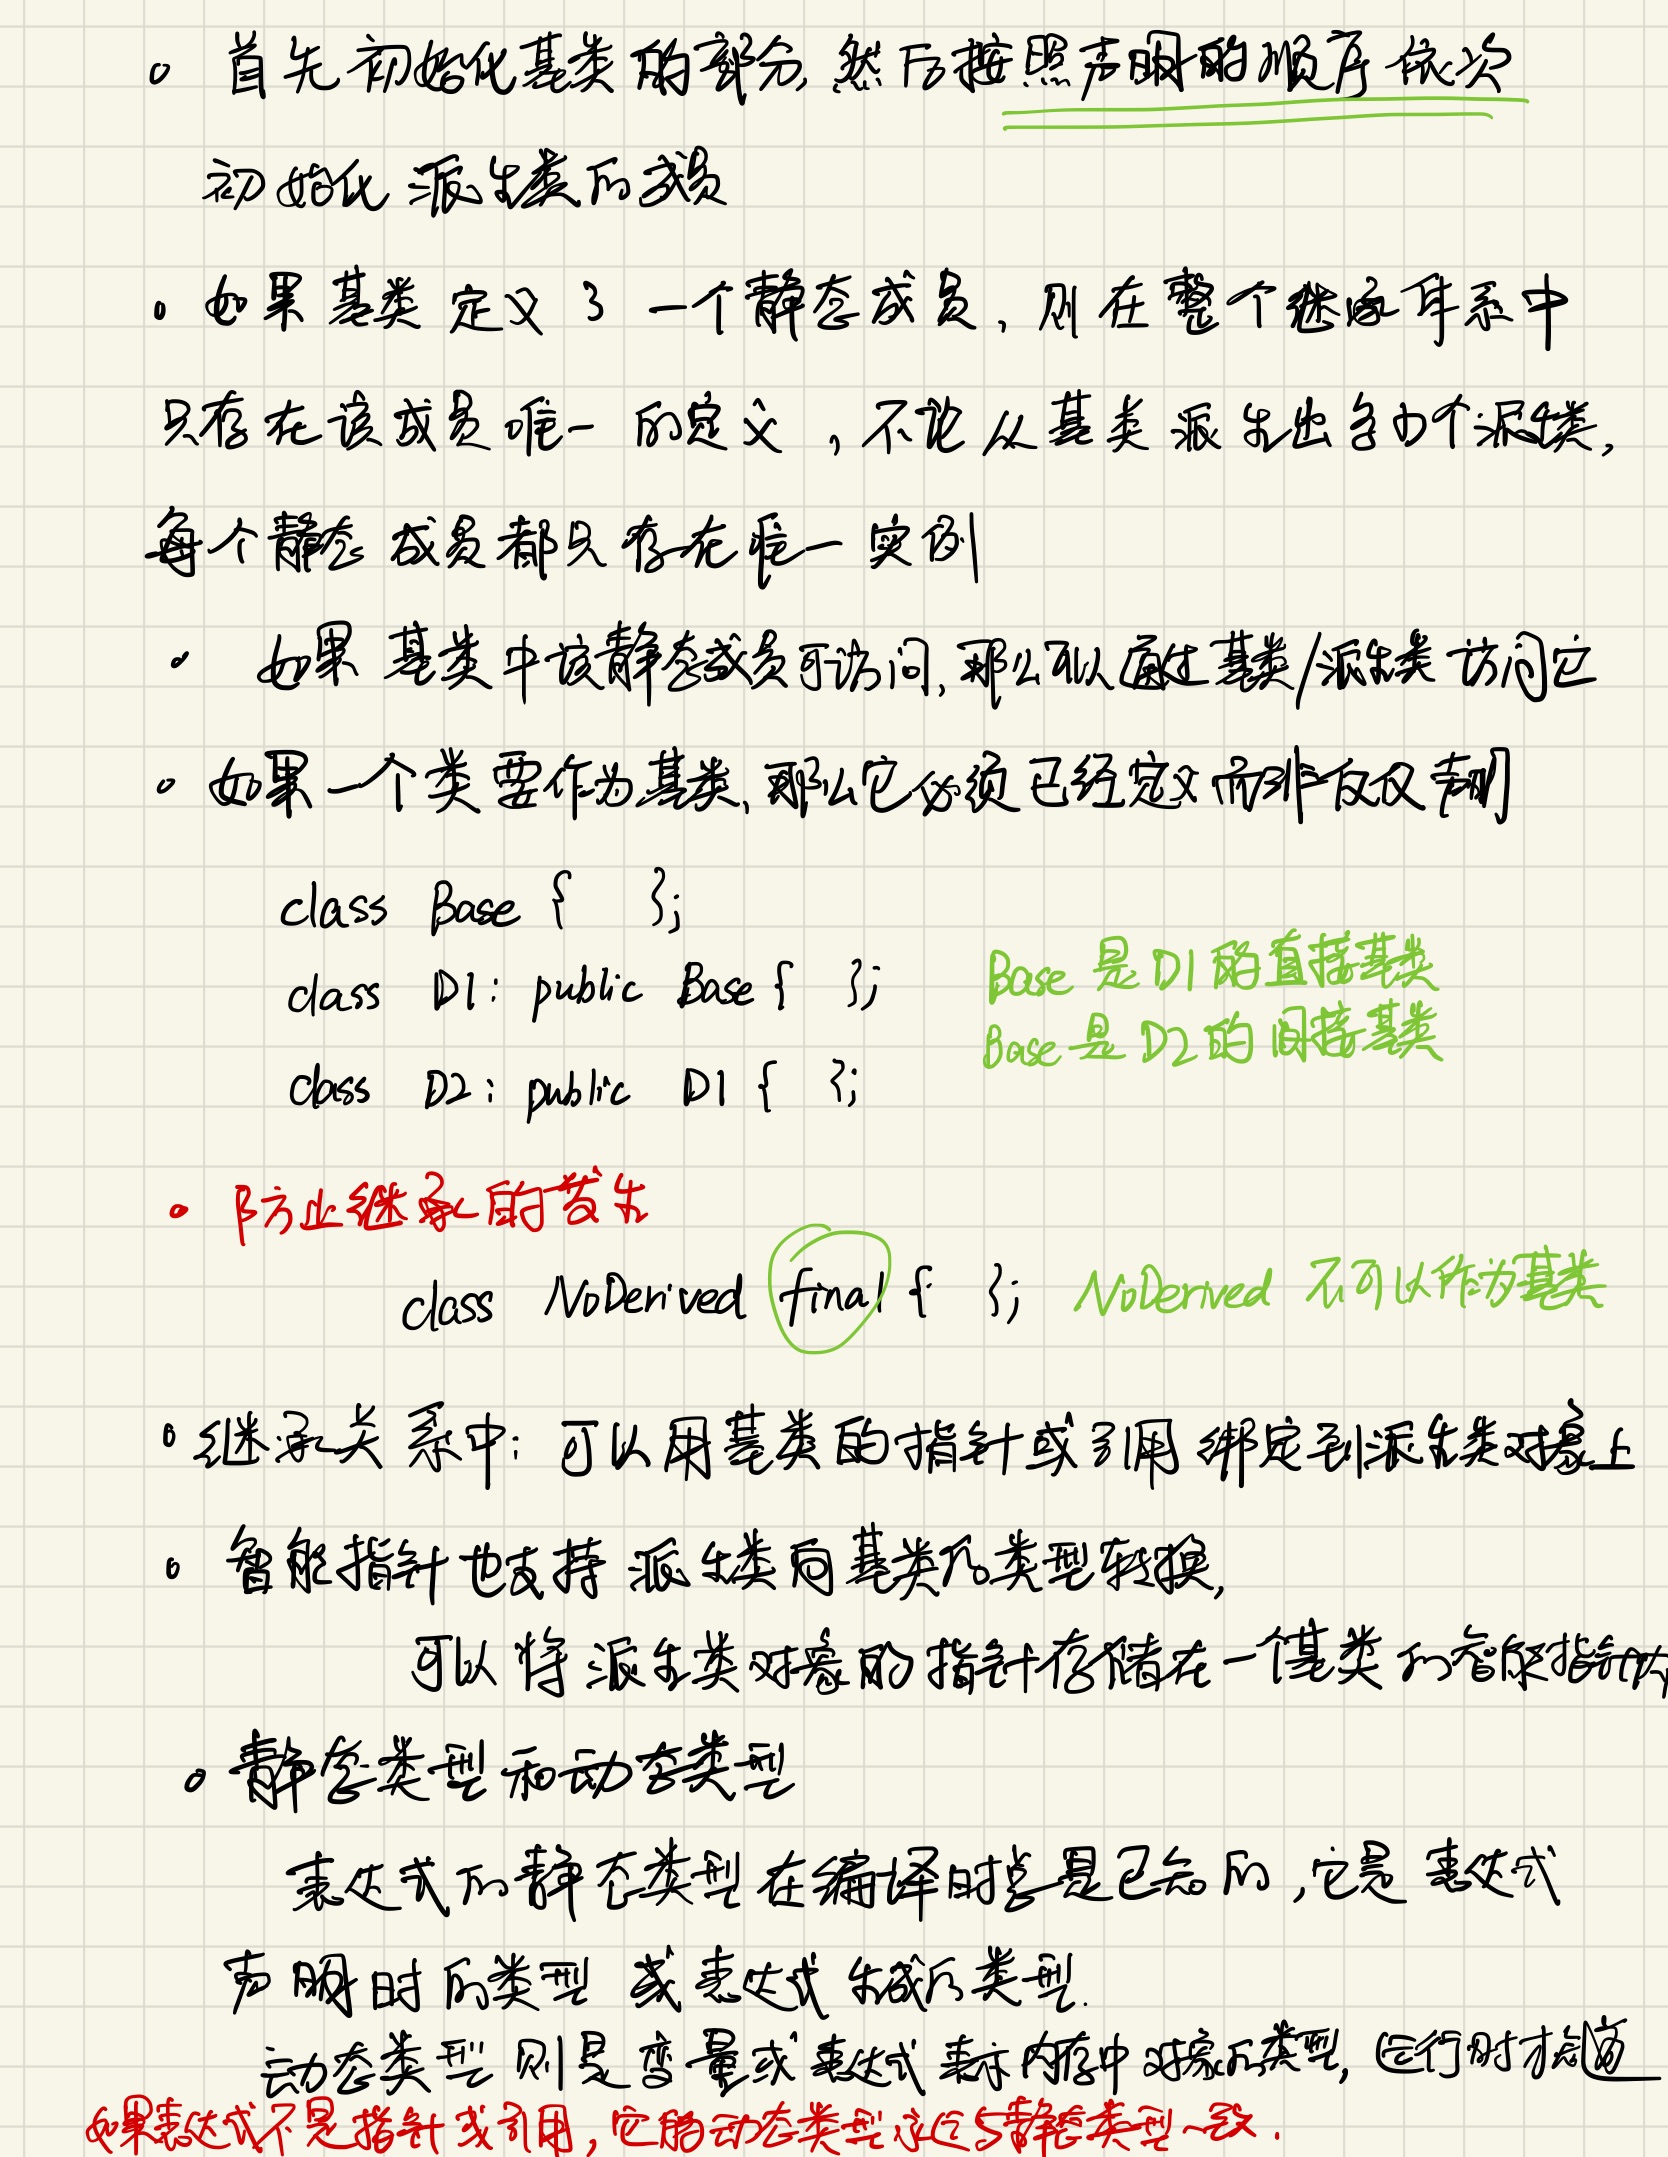 。首先初始化基类的部分,然后按照声明的顺序依次
初始化派生类的成员
。如果基类定义了一个静态成员,则在整个继承体系中
只存在该成员唯一的定义,不论从基类派生出多少个派生类,
每个静态成员都只存在唯一实例
· 如果基类中该静态成员可访问,那么可以通过基类/派生类访问它
。如果一个类要作为基类,那么它必须已经定义而非仅仅声明
class Base { };
class D1: public Base { };
Base 是 D1 的直接基类
Base 是 D2 的间接基类
class D2: public D1 { };
· 防止继承的发生
class NoDerived final { }; NoDerived 不可以作为基类
。继承关系中: 可以用基类的指针或引用绑定到派生类对象上
。智能指针也支持派生类向基类的类型转换,
可以将派生类对象的指针存储在一个基类的智能指针内
。静态类型和动态类型
表达式的静态类型在编译时总是已知的,它是表达式
声明时的类型或表达式生成的类型.
动态类型则是变量或表达式表示内存中对象的类型,运行时才知道
如果表达式不是指针或引用,它的动态类型永远与静态类型一致.